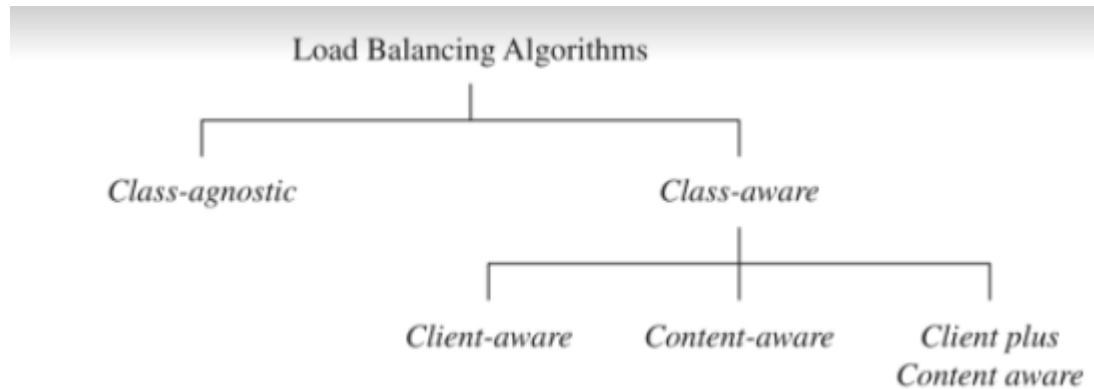 Load Balancing Algorithms
Class-agnostic
Class-aware
Client-aware
Content-aware
Client plus
Content aware